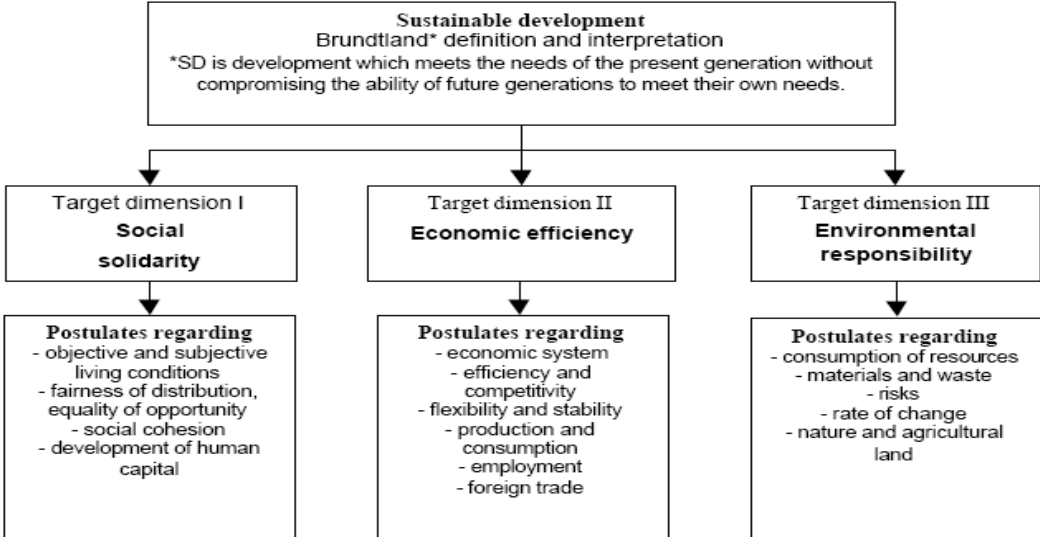 Sustainable development
Brundtland* definition and interpretation
*SD is development which meets the needs of the present generation without
compromising the ability of future generations to meet their own needs.
Target dimension I
Social
solidarity
Target dimension II
Economic efficiency
Target dimension III
Environmental
responsibility
Postulates regarding
- objective and subjective
living conditions
- fairness of distribution,
equality of opportunity
- social cohesion
- development of human
capital
Postulates regarding
- economic system
- efficiency and
competitivity
- flexibility and stability
- production and
consumption
- employment
- foreign trade
Postulates regarding
- consumption of resources
- materials and waste
- risks
- rate of change
- nature and agricultural
land